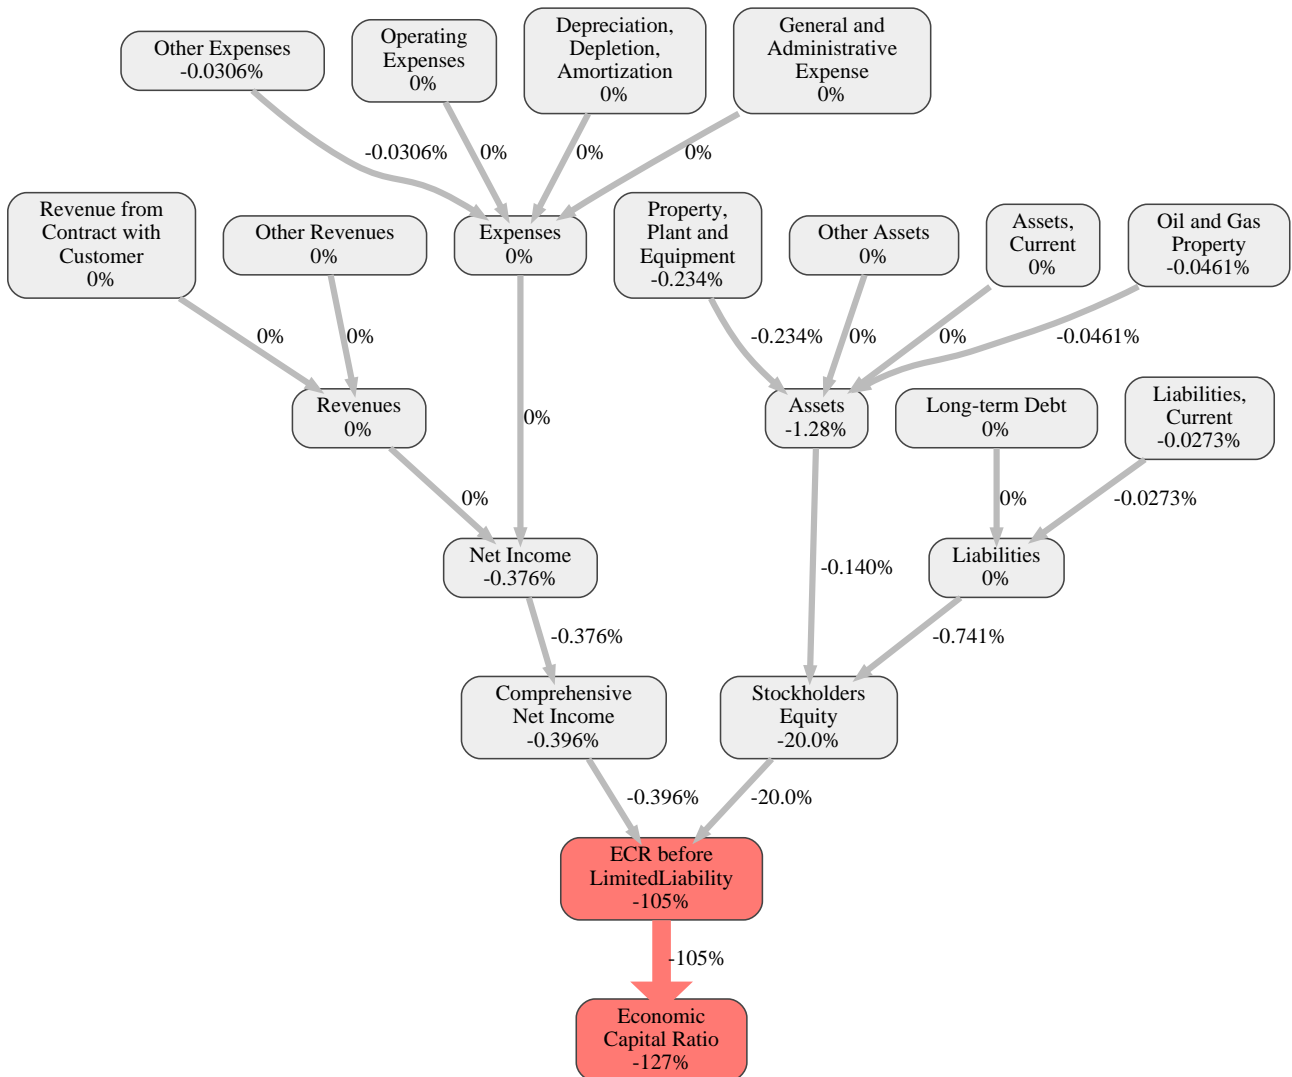 Other Expenses
-0.0306%
Operating
Expenses
0%
Depreciation,
Depletion,
Amortization
0%
General and
Administrative
Expense
0%
-0.0306%
0%
0%
0%
Revenue from
Contract with
Customer
0%
Other Revenues
0%
Expenses
0%
Property,
Plant and
Equipment
-0.234%
Other Assets
0%
Assets,
Current
0%
Oil and Gas
Property
-0.0461%
0%
0%
-0.234%
0%
0%
-0.0461%
Revenues
0%
0%
Assets
-1.28%
Long-term Debt
0%
Liabilities,
Current
-0.0273%
0%
0%
-0.0273%
Net Income
-0.376%
-0.140%
Liabilities
0%
-0.376%
-0.741%
Comprehensive
Net Income
-0.396%
Stockholders
Equity
-20.0%
-0.396%
-20.0%
ECR before
LimitedLiability
-105%
-105%
Economic
Capital Ratio
-127%